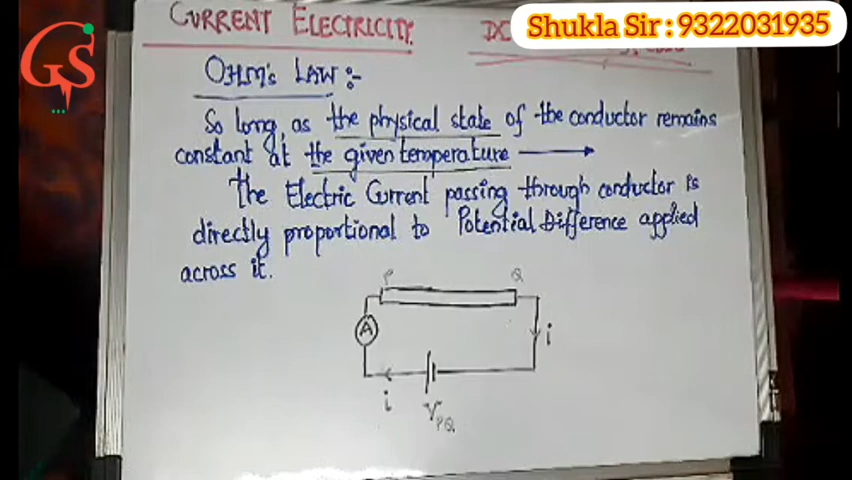 CURRENT ELECTRICITY
Shukla Sir : 9322031935
GS
OHM's LAW :-
So long, as the physical state of the conductor remains
constant at the given temperature
The Electric Current passing through conductor is
directly proportional to Potential Difference applied
across it.
P Q
A
i
i
VPQ